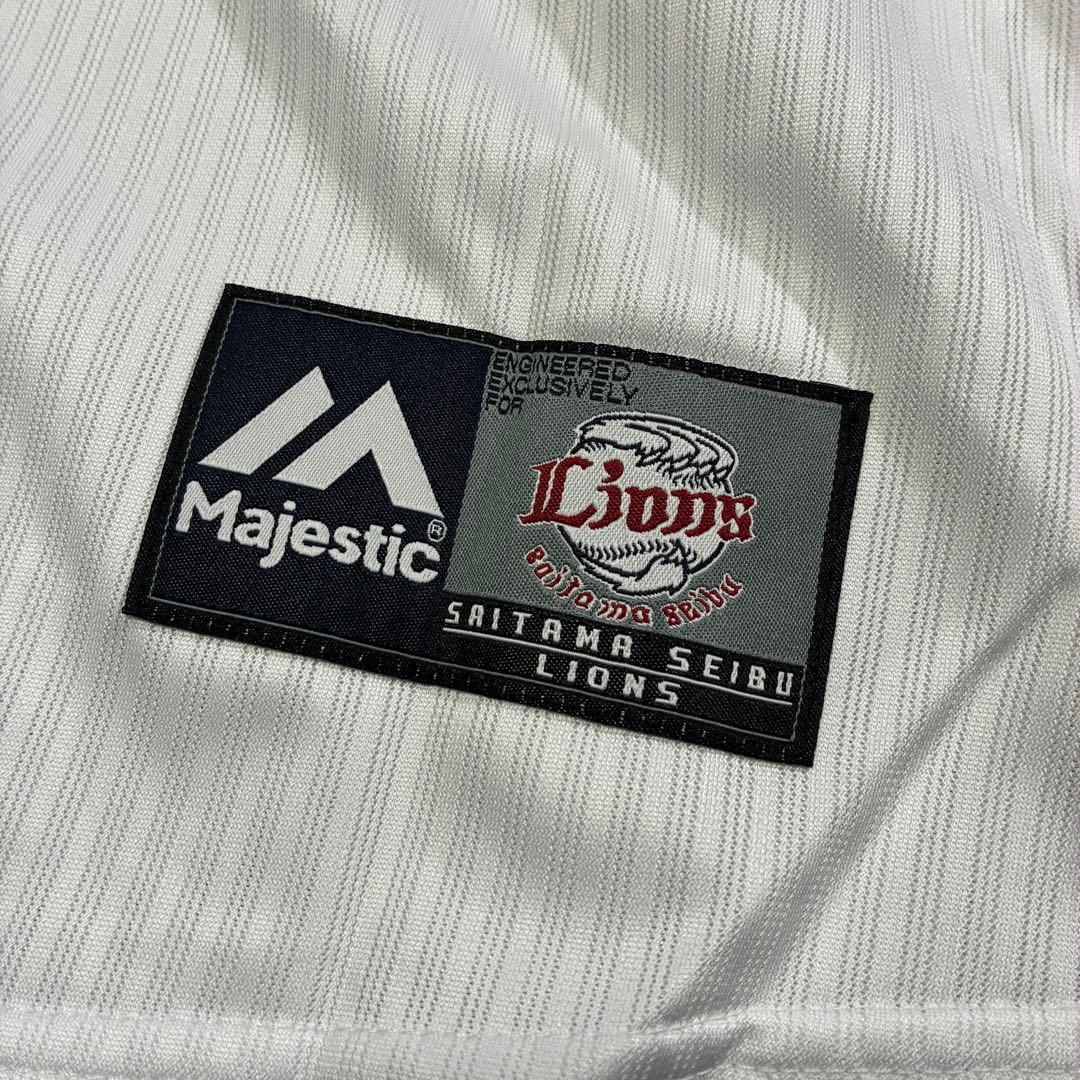 Majestic®
ENGINEERED
EXCLUSIVELY
FOR
Lions
Saitama Seibu
SAITAMA SEIBU
LIONS